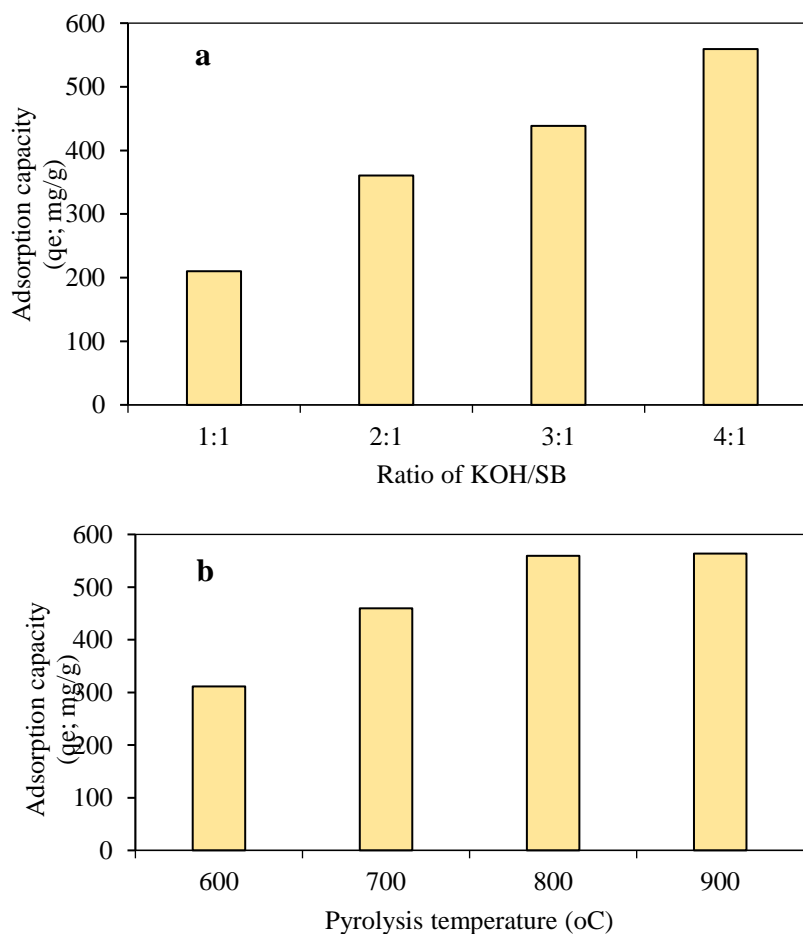 a
Adsorption capacity
(qe; mg/g)
600
500
400
300
200
100
0
1:1 2:1 3:1 4:1
Ratio of KOH/SB
b
Adsorption capacity
(qe; mg/g)
600
500
400
300
200
100
0
600 700 800 900
Pyrolysis temperature (oC)